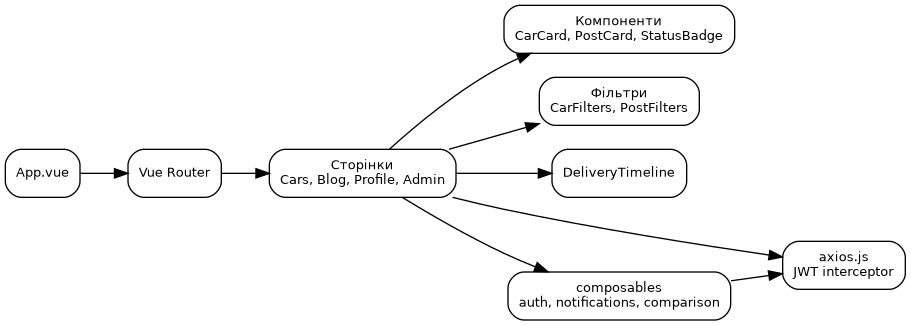 Компоненти
CarCard, PostCard, StatusBadge
Фільтри
CarFilters, PostFilters
App.vue
Vue Router
Сторінки
Cars, Blog, Profile, Admin
DeliveryTimeline
axios.js
JWT interceptor
composables
auth, notifications, comparison